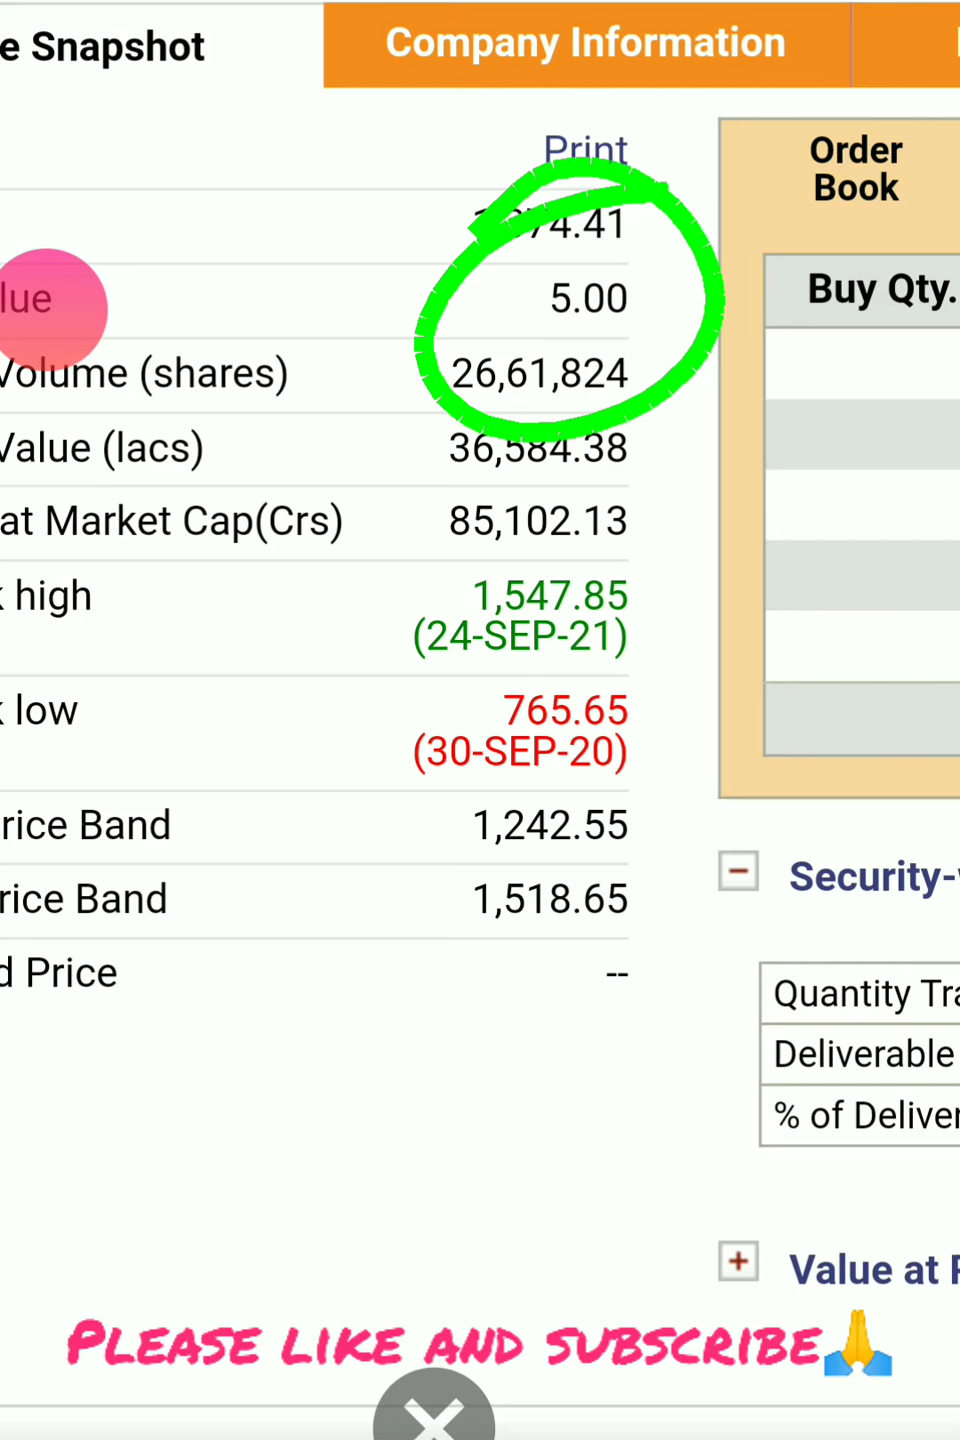 e Snapshot
Company Information
Print
74.41
lue 5.00
Volume (shares) 26,61,824
Value (lacs) 36,584.38
at Market Cap(Crs) 85,102.13
high 1,547.85
(24-SEP-21)
low 765.65
(30-SEP-20)
rice Band 1,242.55
rice Band 1,518.65
d Price --
Order
Book
Buy Qty.
Security-
Quantity Tra
Deliverable
% of Deliver
Value at
Please like and subscribe🙏